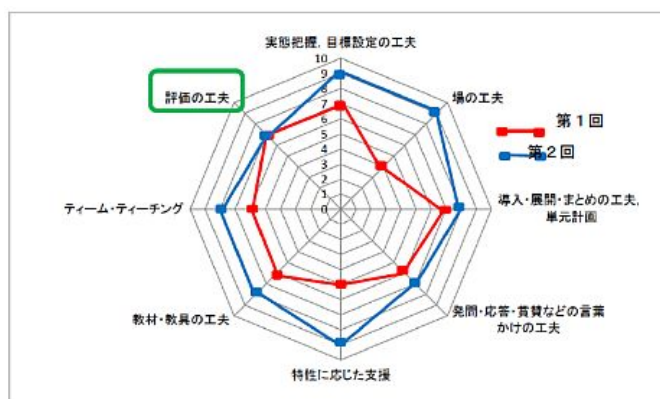 実態把握，目標設定の工夫
10
9
8
7
6
5
4
3
2
1
0
評価の工夫
場の工夫
第１回
第２回
ティーム・ティーチング
導入・展開・まとめの工夫，
単元計画
教材・教具の工夫
発問・応答・賞賛などの言葉
かけの工夫
特性に応じた支援